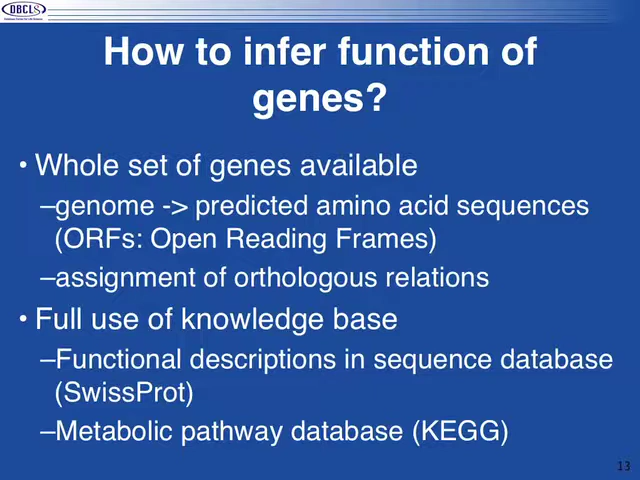 DBCLS
How to infer function of
genes?
• Whole set of genes available
–genome -> predicted amino acid sequences
(ORFs: Open Reading Frames)
–assignment of orthologous relations
• Full use of knowledge base
–Functional descriptions in sequence database
(SwissProt)
–Metabolic pathway database (KEGG)
13